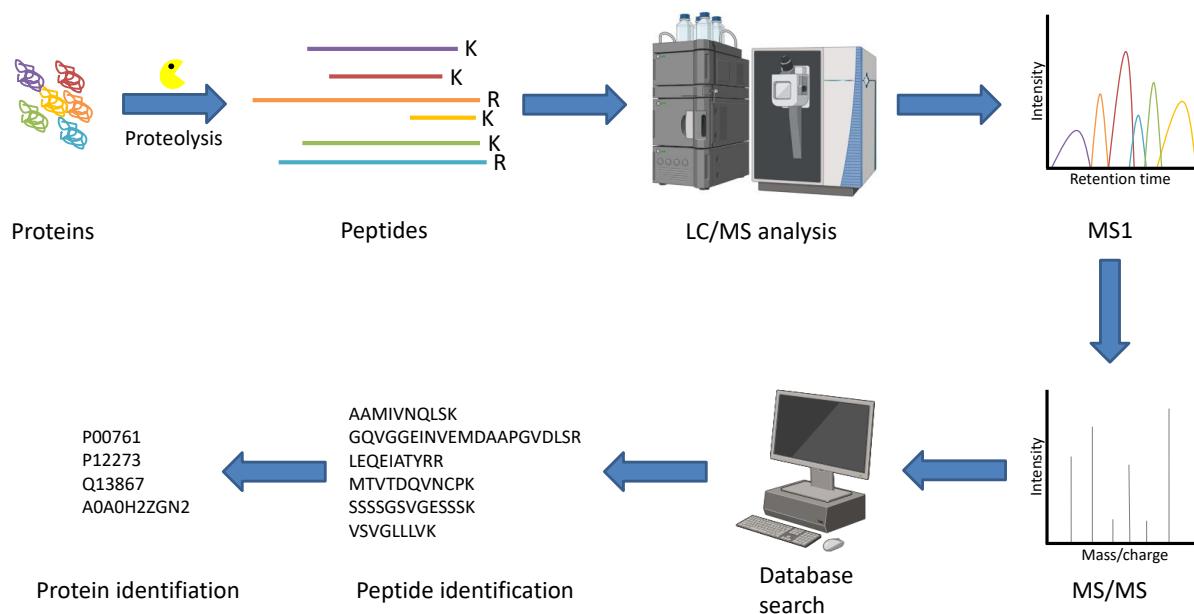 K
K
R
K
K
R
Proteolysis
Intensity
Retention time
Proteins
Peptides
LC/MS analysis
MS1
AAMIVNQLSK
GQVGGEINVEMDAAPGVDLSR
LEQEIATYRR
MTVTDQVNCPK
SSSSGSVGESSSK
VSVGLLLVK
P00761
P12273
Q13867
A0A0H2ZGN2
Intensity
Mass/charge
Protein identifiation
Peptide identification
Database
search
MS/MS